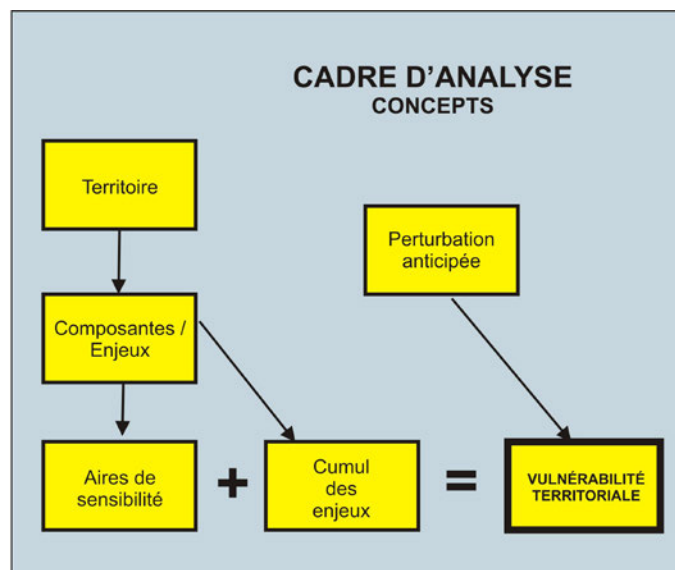 CADRE D'ANALYSE
CONCEPTS
Territoire
Perturbation
anticipée
Composantes /
Enjeux
Aires de
sensibilité
+
Cumul
des
enjeux
=
VULNÉRABILITÉ
TERRITORIALE